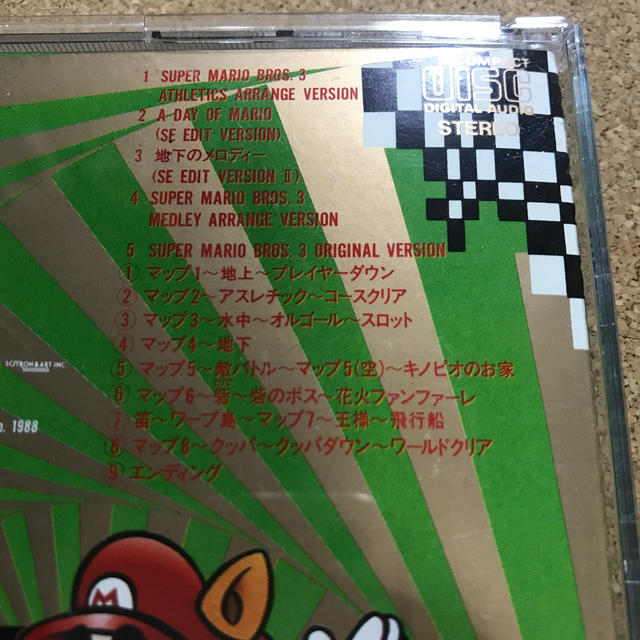 1 SUPER MARIO BROS. 3
ATHLETICS ARRANGE VERSION
2 A DAY OF MARIO
(SE EDIT VERSION)
3 地下のメロディー
(SE EDIT VERSION II)
4 SUPER MARIO BROS. 3
MEDLEY ARRANGE VERSION
5 SUPER MARIO BROS. 3 ORIGINAL VERSION
① マップ1〜地上〜プレイヤーダウン
② マップ2〜アスレチック〜コースクリア
③ マップ3〜水中〜オルゴール〜スロット
④ マップ4〜地下
⑤ マップ5〜敵バトル〜マップ5(空)〜キノピオのお家
⑥ マップ6〜砦〜砦のボス〜花火ファンファーレ
⑦ 笛〜ワープ島〜マップ7〜王様〜飛行船
⑧ マップ8〜クッパ〜クッパダウン〜ワールドクリア
⑨ エンディング
COMPACT
DISC
DIGITAL AUDIO
STEREO
SCITRON & ART INC.
1988
M